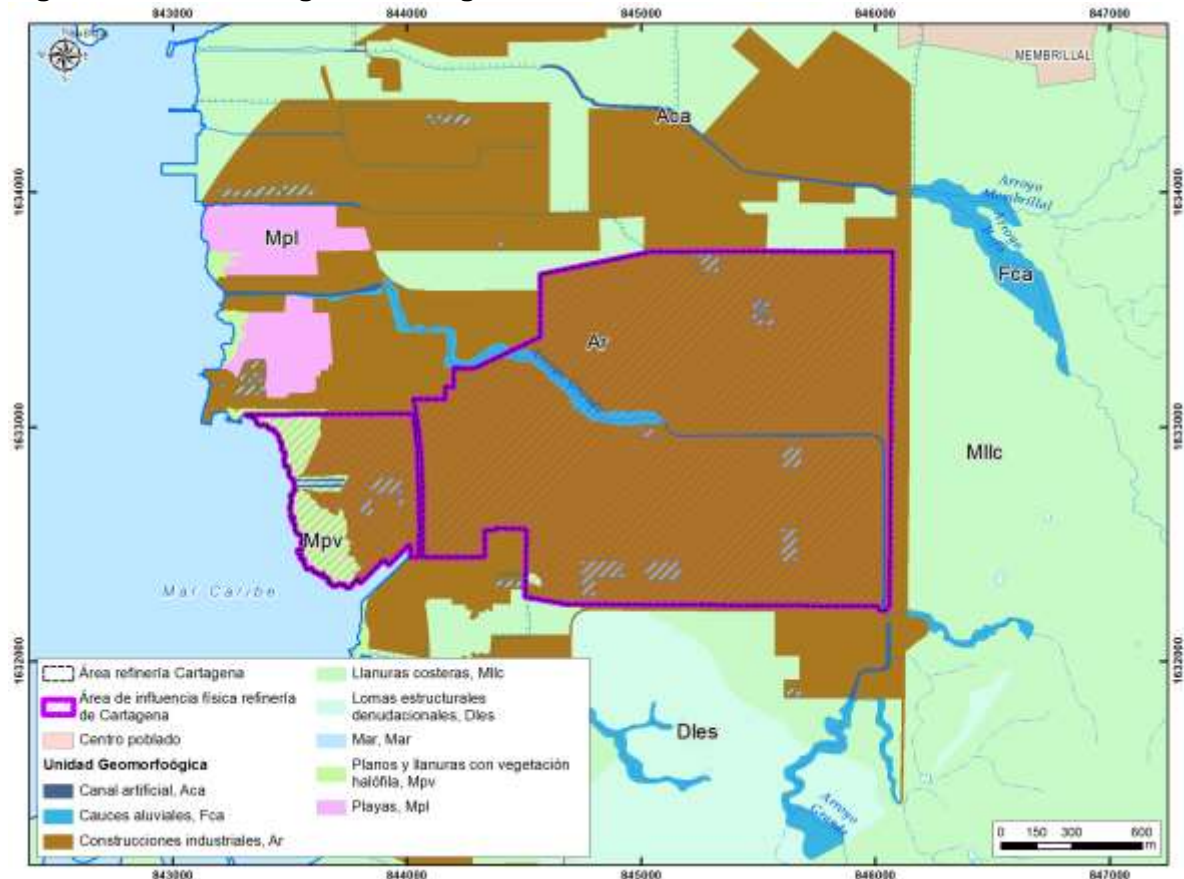 843000 844000 845000 846000 847000
MEMBRILLAL
Aca
1634000
1634000
Arroyo
Membrillal
Arroyo
Mpl
Fca
Ar
1633000
1633000
Mllc
Mpv
Mar Caribe
1632000
1632000
Dles
Arroyo
Grande
Área refinería Cartagena
Área de influencia física refinería
de Cartagena
Centro poblado
Unidad Geomorfoógica
Canal artificial, Aca
Cauces aluviales, Fca
Construcciones industriales, Ar
Llanuras costeras, Mllc
Lomas estructurales
denudacionales, Dles
Mar, Mar
Planos y llanuras con vegetación
halófila, Mpv
Playas, Mpl
0 150 300 600
m
843000 844000 845000 846000 847000